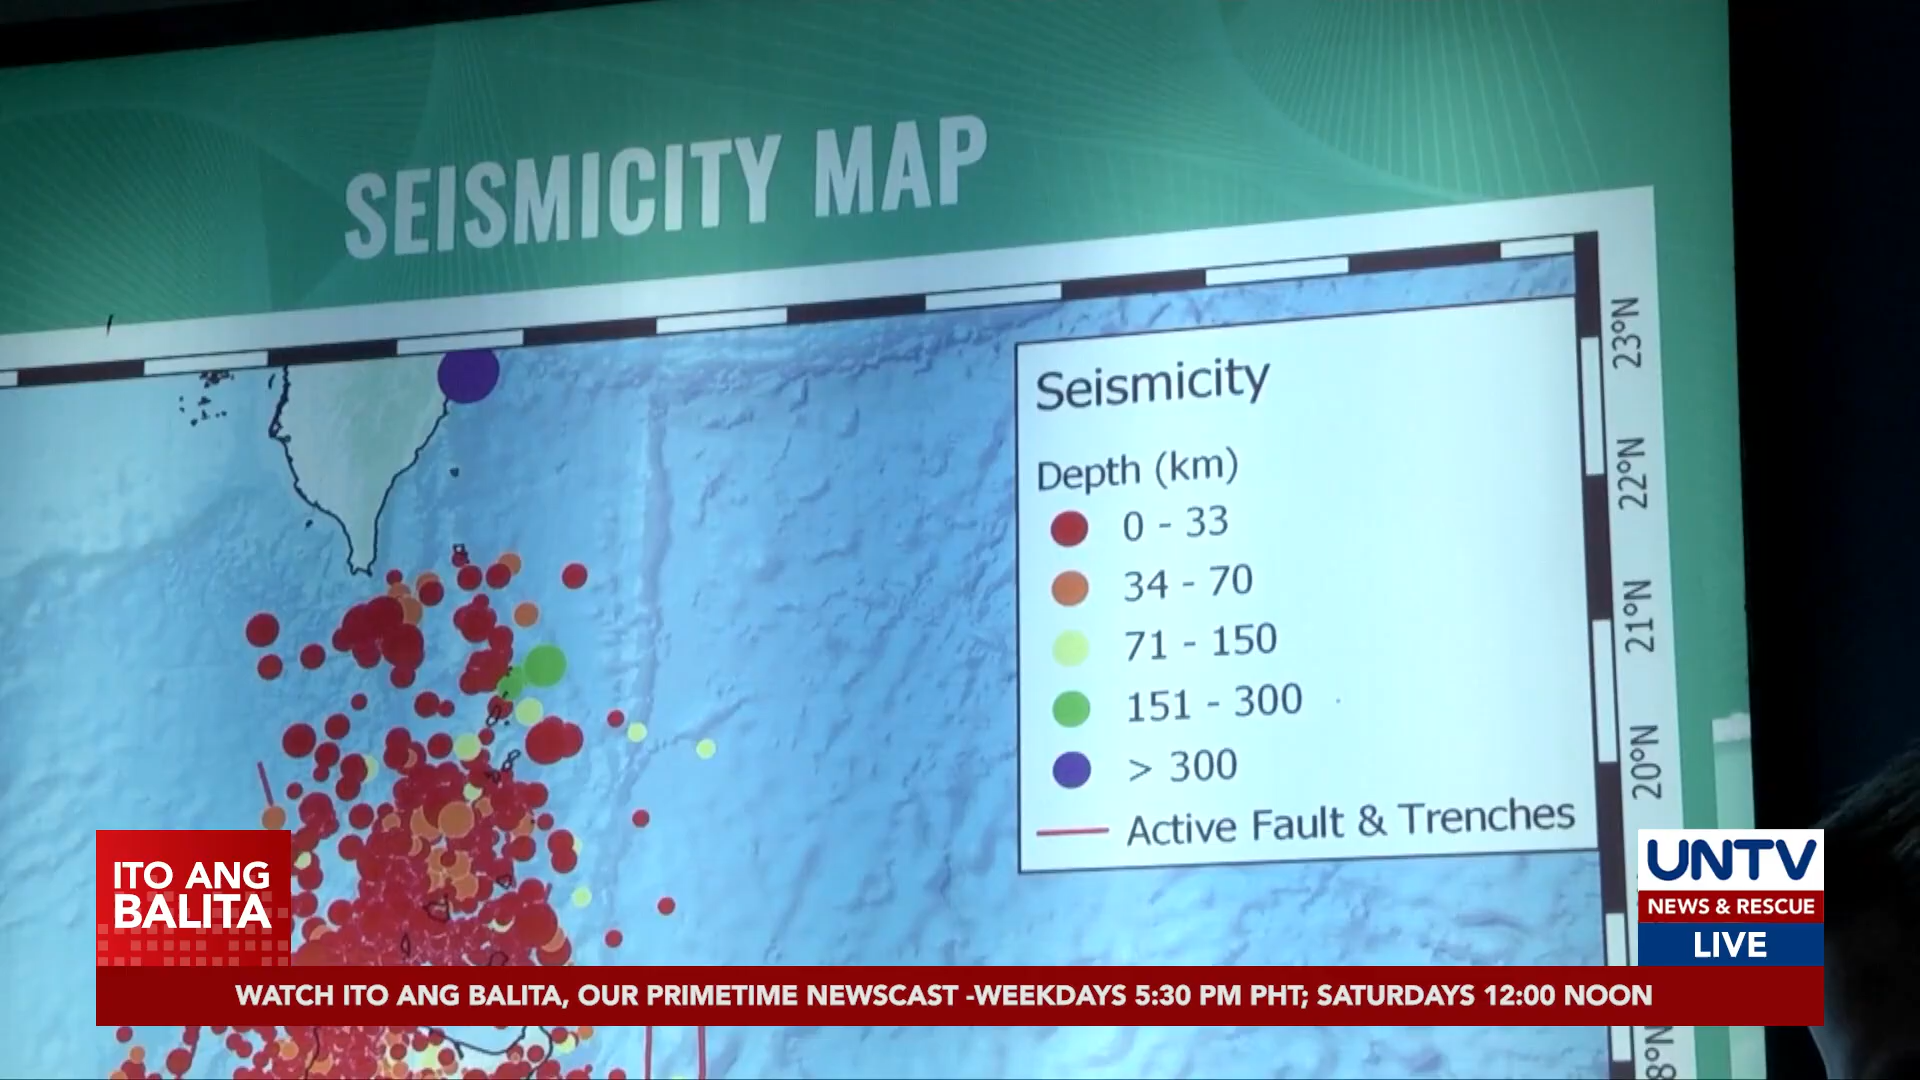 SEISMICITY MAP
Seismicity
Depth (km)
0 - 33
34 - 70
71 - 150
151 - 300
> 300
Active Fault & Trenches
23°N
22°N
21°N
20°N
8°N
ITO ANG
BALITA
UNTV
NEWS & RESCUE
LIVE
WATCH ITO ANG BALITA, OUR PRIMETIME NEWSCAST -WEEKDAYS 5:30 PM PHT; SATURDAYS 12:00 NOON